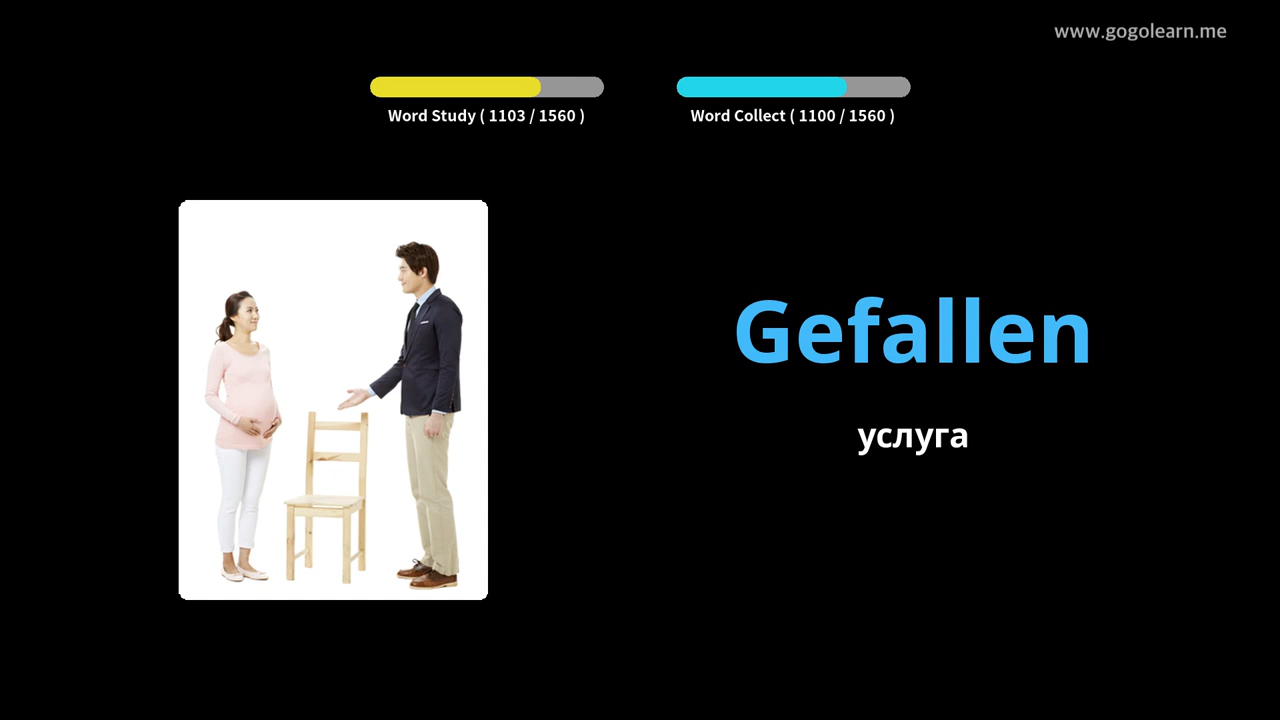 www.gogolearn.me
Word Study ( 1103 / 1560 )
Word Collect ( 1100 / 1560 )
Gefallen
услуга